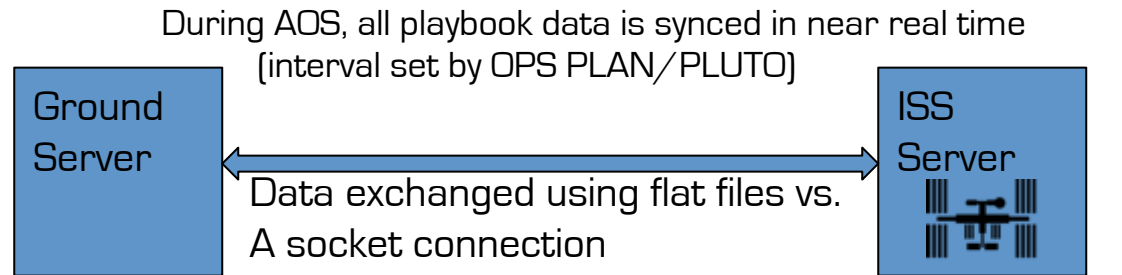 During AOS, all playbook data is synced in near real time
(interval set by OPS PLAN/PLUTO)
Ground
Server
ISS
Server
Data exchanged using flat files vs.
A socket connection